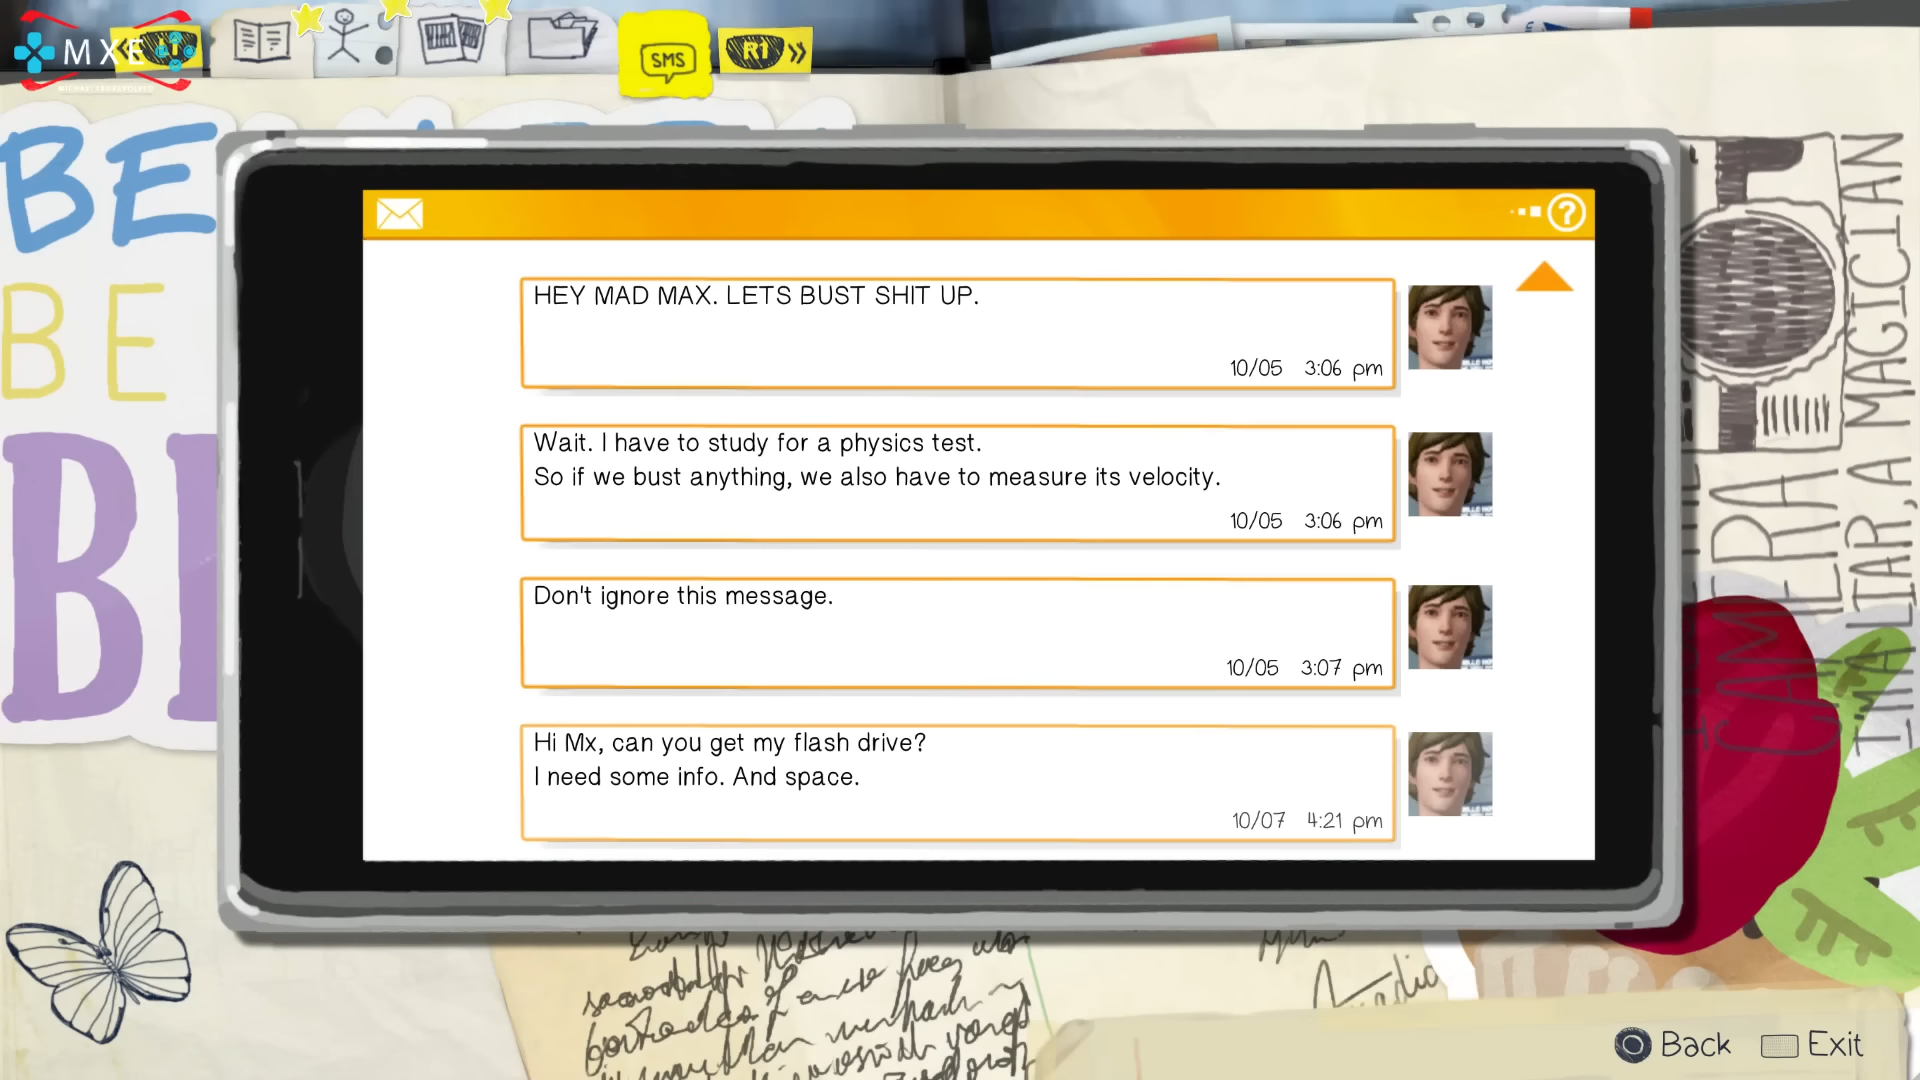 MXE
SMS
R1
BE
BE
HEY MAD MAX. LETS BUST SHIT UP.
10/05 3:06 pm
Wait. I have to study for a physics test.
So if we bust anything, we also have to measure its velocity.
10/05 3:06 pm
Don't ignore this message.
10/05 3:07 pm
Hi Mx, can you get my flash drive?
I need some info. And space.
10/07 4:21 pm
I'M A LIAR, A MAGICIAN
CAMERA
Back
Exit